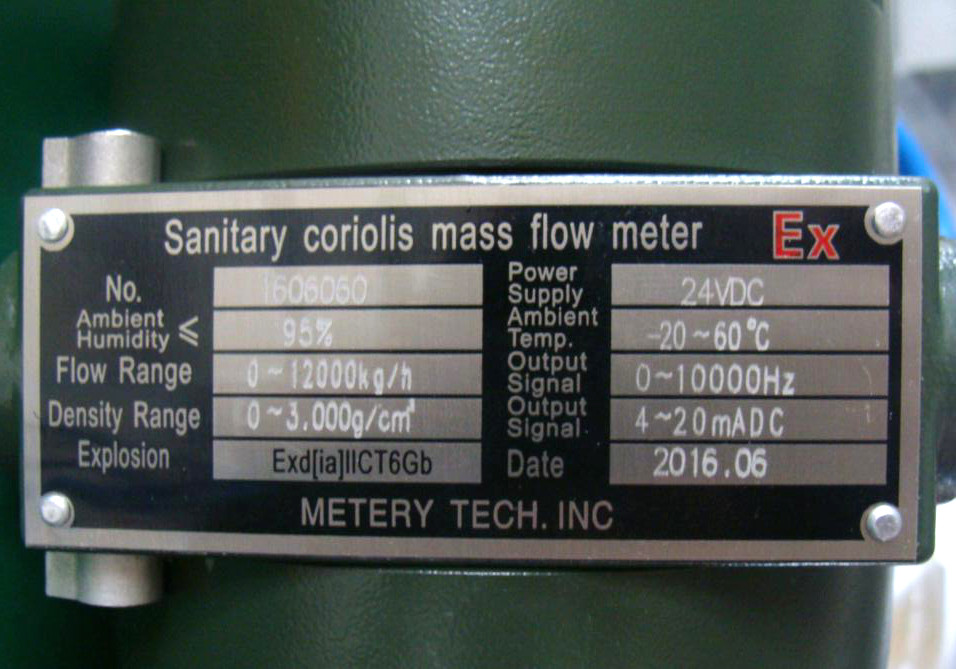 Sanitary coriolis mass flow meter Ex
No. 1606060
Power Supply 24VDC
Ambient Humidity ≤ 95%
Ambient Temp. -20~60°C
Flow Range 0~12000kg/h
Output Signal 0~10000Hz
Density Range 0~3.000g/cm³
Output Signal 4~20mADC
Explosion Exd[ia]IICT6Gb
Date 2016.06
METERY TECH. INC